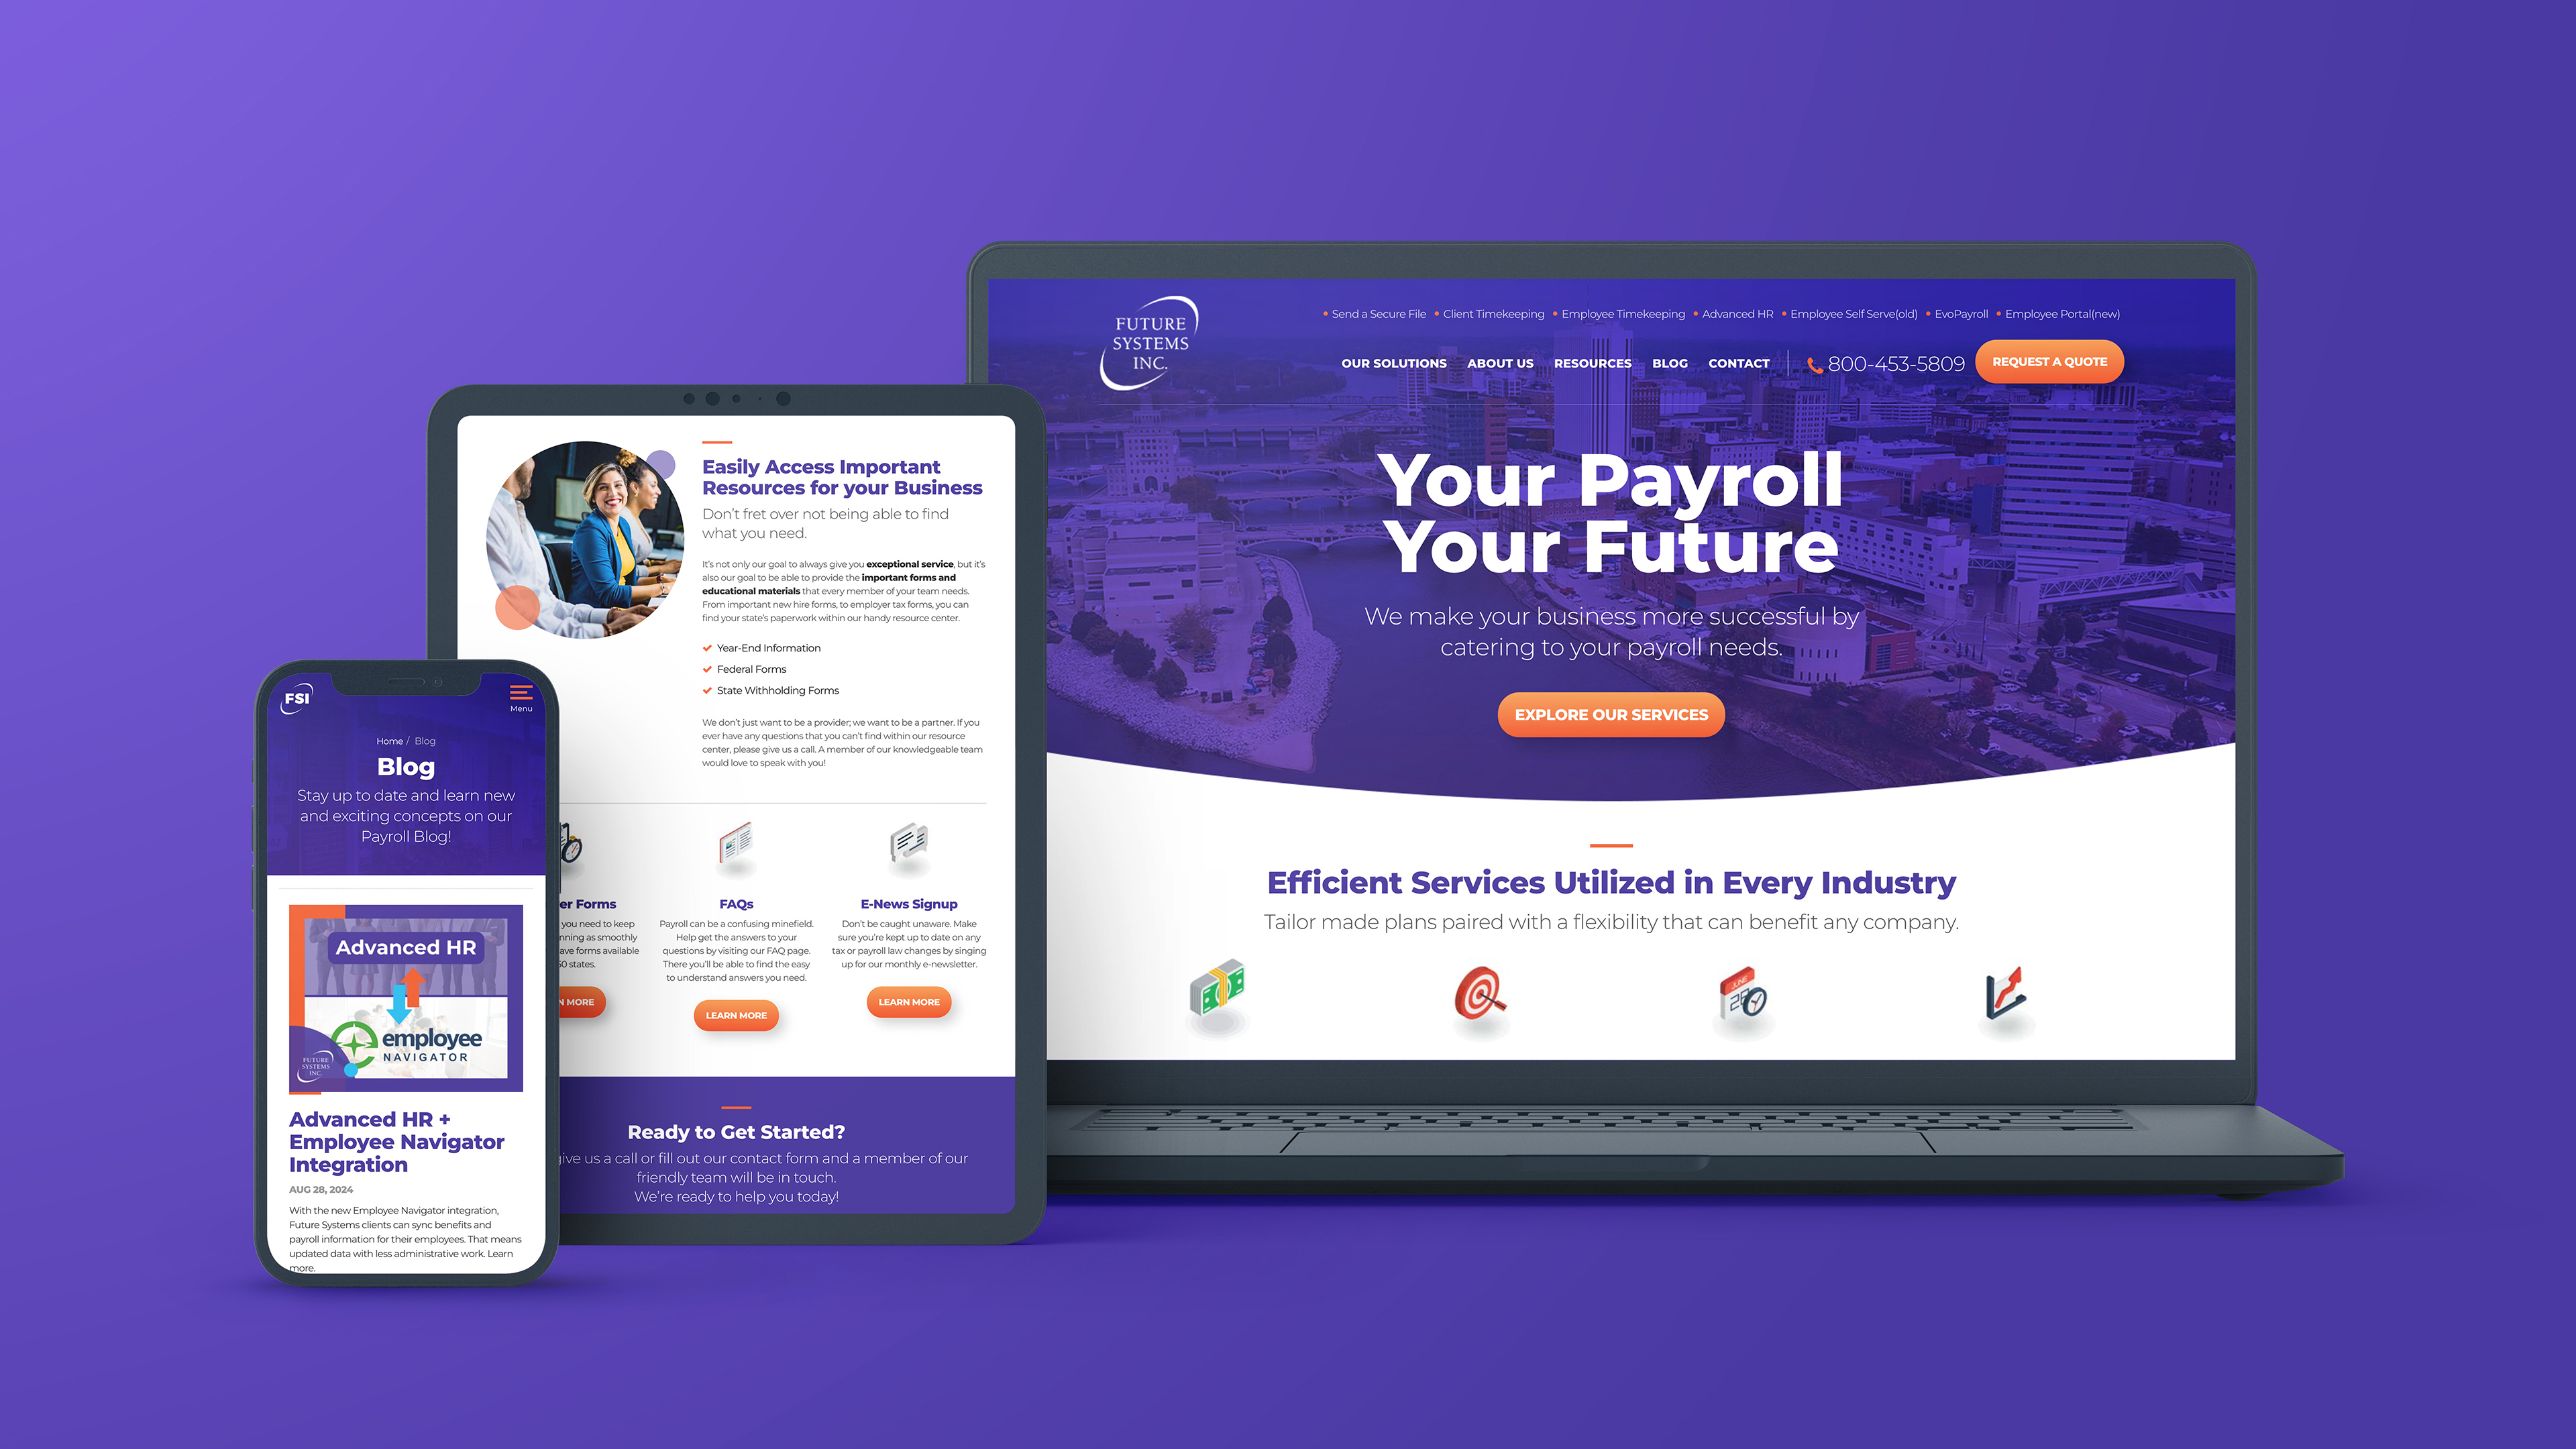 FUTURE
SYSTEMS
INC.
Send a Secure File
Client Timekeeping
Employee Timekeeping
Advanced HR
Employee Self Serve(old)
EvoPayroll
Employee Portal(new)
OUR SOLUTIONS
ABOUT US
RESOURCES
BLOG
CONTACT
800-453-5809
REQUEST A QUOTE
Your Payroll
Your Future
We make your business more successful by
catering to your payroll needs.
EXPLORE OUR SERVICES
Efficient Services Utilized in Every Industry
Tailor made plans paired with a flexibility that can benefit any company.
JUNE
Easily Access Important
Resources for your Business
Don't fret over not being able to find
what you need.
It's not only our goal to always give you exceptional service, but it's
also our goal to be able to provide the important forms and
educational materials that every member of your team needs.
From important new hire forms, to employer tax forms, you can
find your state's paperwork within our handy resource center.
Year-End Information
Federal Forms
State Withholding Forms
We don't just want to be a provider; we want to be a partner. If you
ever have any questions that you can't find within our resource
center, please give us a call. A member of our knowledgeable team
would love to speak with you!
er Forms
you need to keep
nning as smoothly
ave forms available
50 states.
N MORE
FAQs
Payroll can be a confusing minefield.
Help get the answers to your
questions by visiting our FAQ page.
There you'll be able to find the easy
to understand answers you need.
LEARN MORE
E-News Signup
Don't be caught unaware. Make
sure you're kept up to date on any
tax or payroll law changes by singing
up for our monthly e-newsletter.
LEARN MORE
Ready to Get Started?
give us a call or fill out our contact form and a member of our
friendly team will be in touch.
We're ready to help you today!
FSI
Menu
Home / Blog
Blog
Stay up to date and learn new
and exciting concepts on our
Payroll Blog!
Advanced HR
employee
NAVIGATOR
FUTURE
SYSTEMS
INC.
Advanced HR +
Employee Navigator
Integration
AUG 28, 2024
With the new Employee Navigator integration,
Future Systems clients can sync benefits and
payroll information for their employees. That means
updated data with less administrative work. Learn
more.